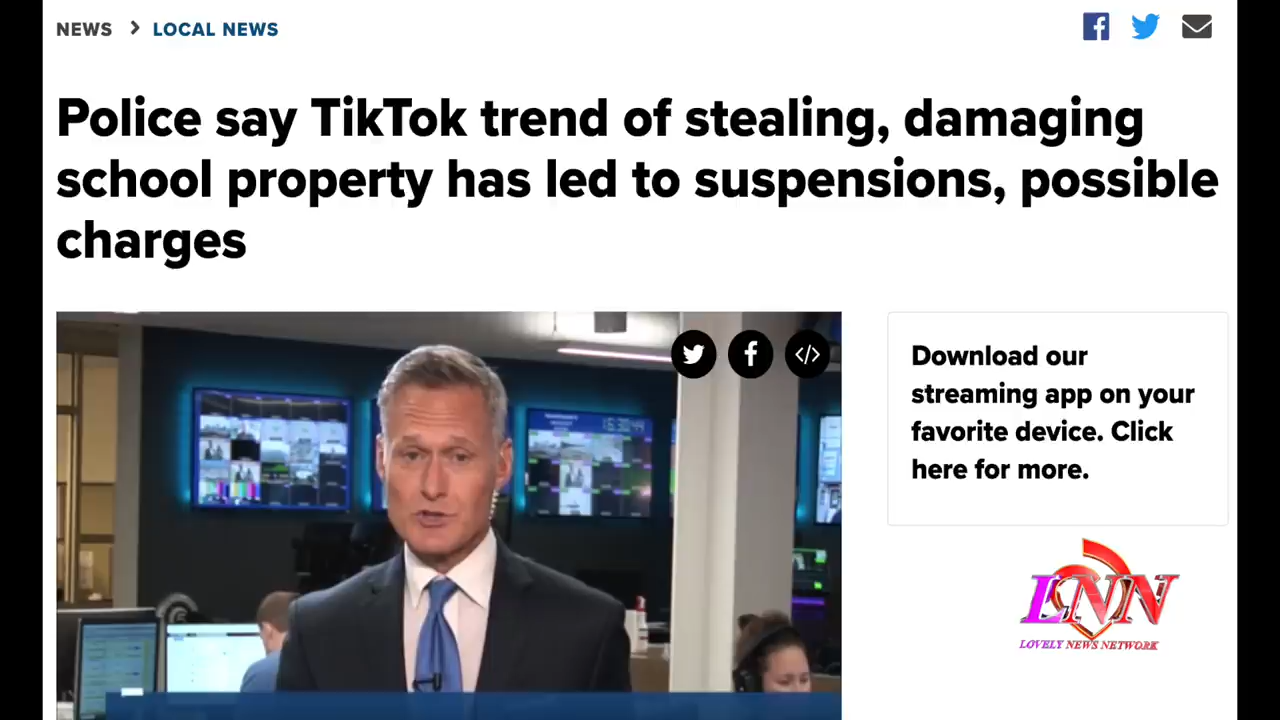 NEWS > LOCAL NEWS
Police say TikTok trend of stealing, damaging
school property has led to suspensions, possible
charges
Download our
streaming app on your
favorite device. Click
here for more.
LNN
LOVELY NEWS NETWORK